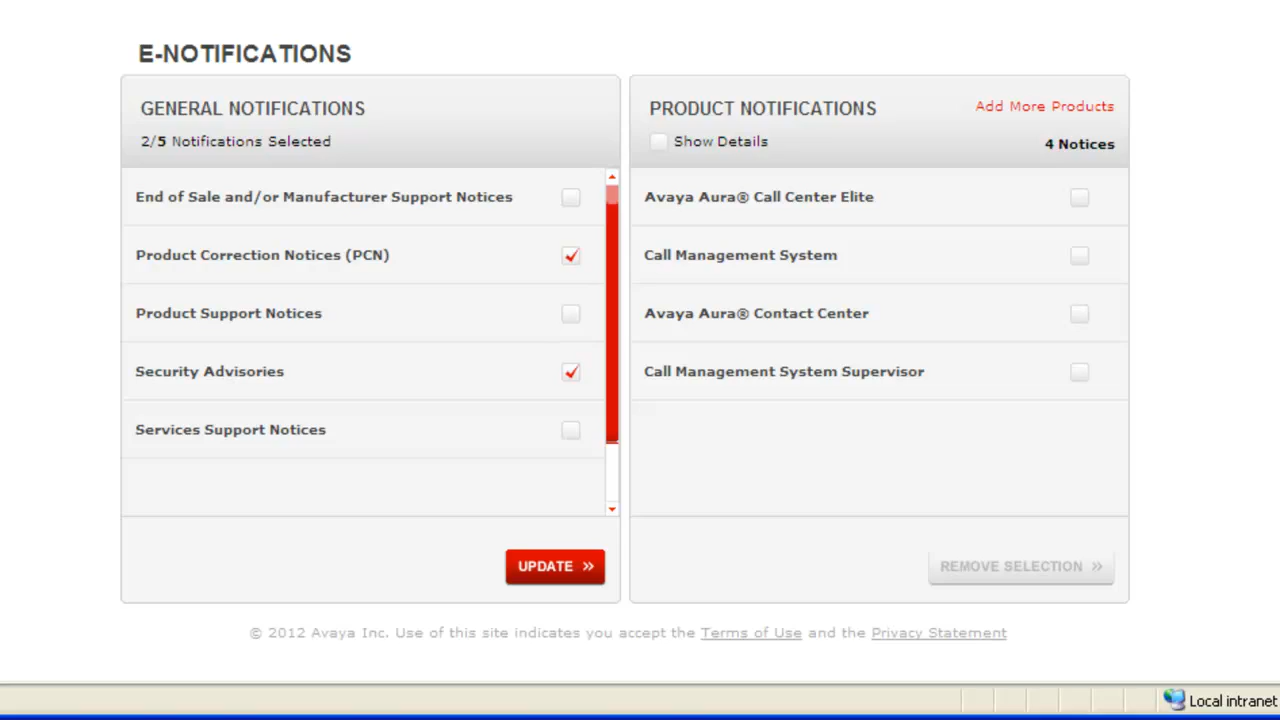 E-NOTIFICATIONS
GENERAL NOTIFICATIONS
2/5 Notifications Selected
End of Sale and/or Manufacturer Support Notices
Product Correction Notices (PCN)
Product Support Notices
Security Advisories
Services Support Notices
UPDATE »
PRODUCT NOTIFICATIONS
Add More Products
Show Details
4 Notices
Avaya Aura® Call Center Elite
Call Management System
Avaya Aura® Contact Center
Call Management System Supervisor
REMOVE SELECTION »
© 2012 Avaya Inc. Use of this site indicates you accept the Terms of Use and the Privacy Statement
Local intranet